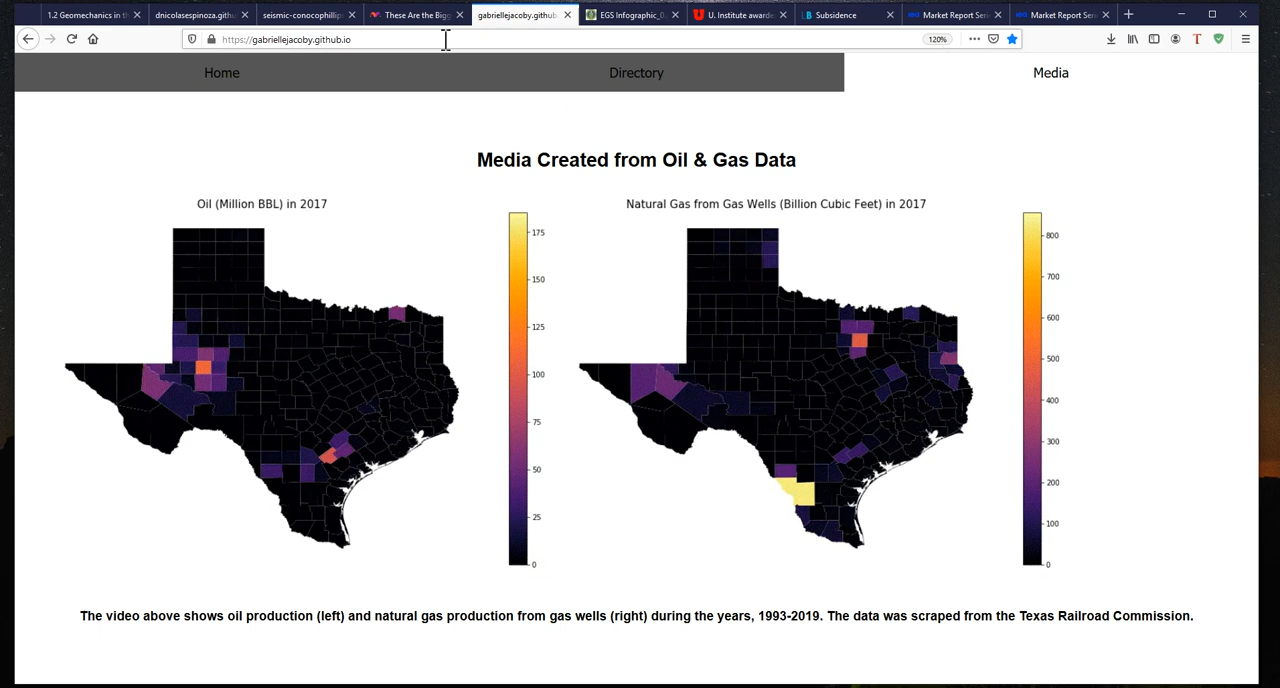 1.2 Geomechanics in th
dnicolasespinoza.githu
seismic-conocophillips
These Are the Bigg
gabriellejacoby.github
EGS Infographic_0
U. Institute awarde
Subsidence
Market Report Seri
Market Report Seri
https://gabriellejacoby.github.io
120%
Home
Directory
Media
Media Created from Oil & Gas Data
Oil (Million BBL) in 2017
Natural Gas from Gas Wells (Billion Cubic Feet) in 2017
175
150
125
100
75
50
25
0
800
700
600
500
400
300
200
100
0
The video above shows oil production (left) and natural gas production from gas wells (right) during the years, 1993-2019. The data was scraped from the Texas Railroad Commission.